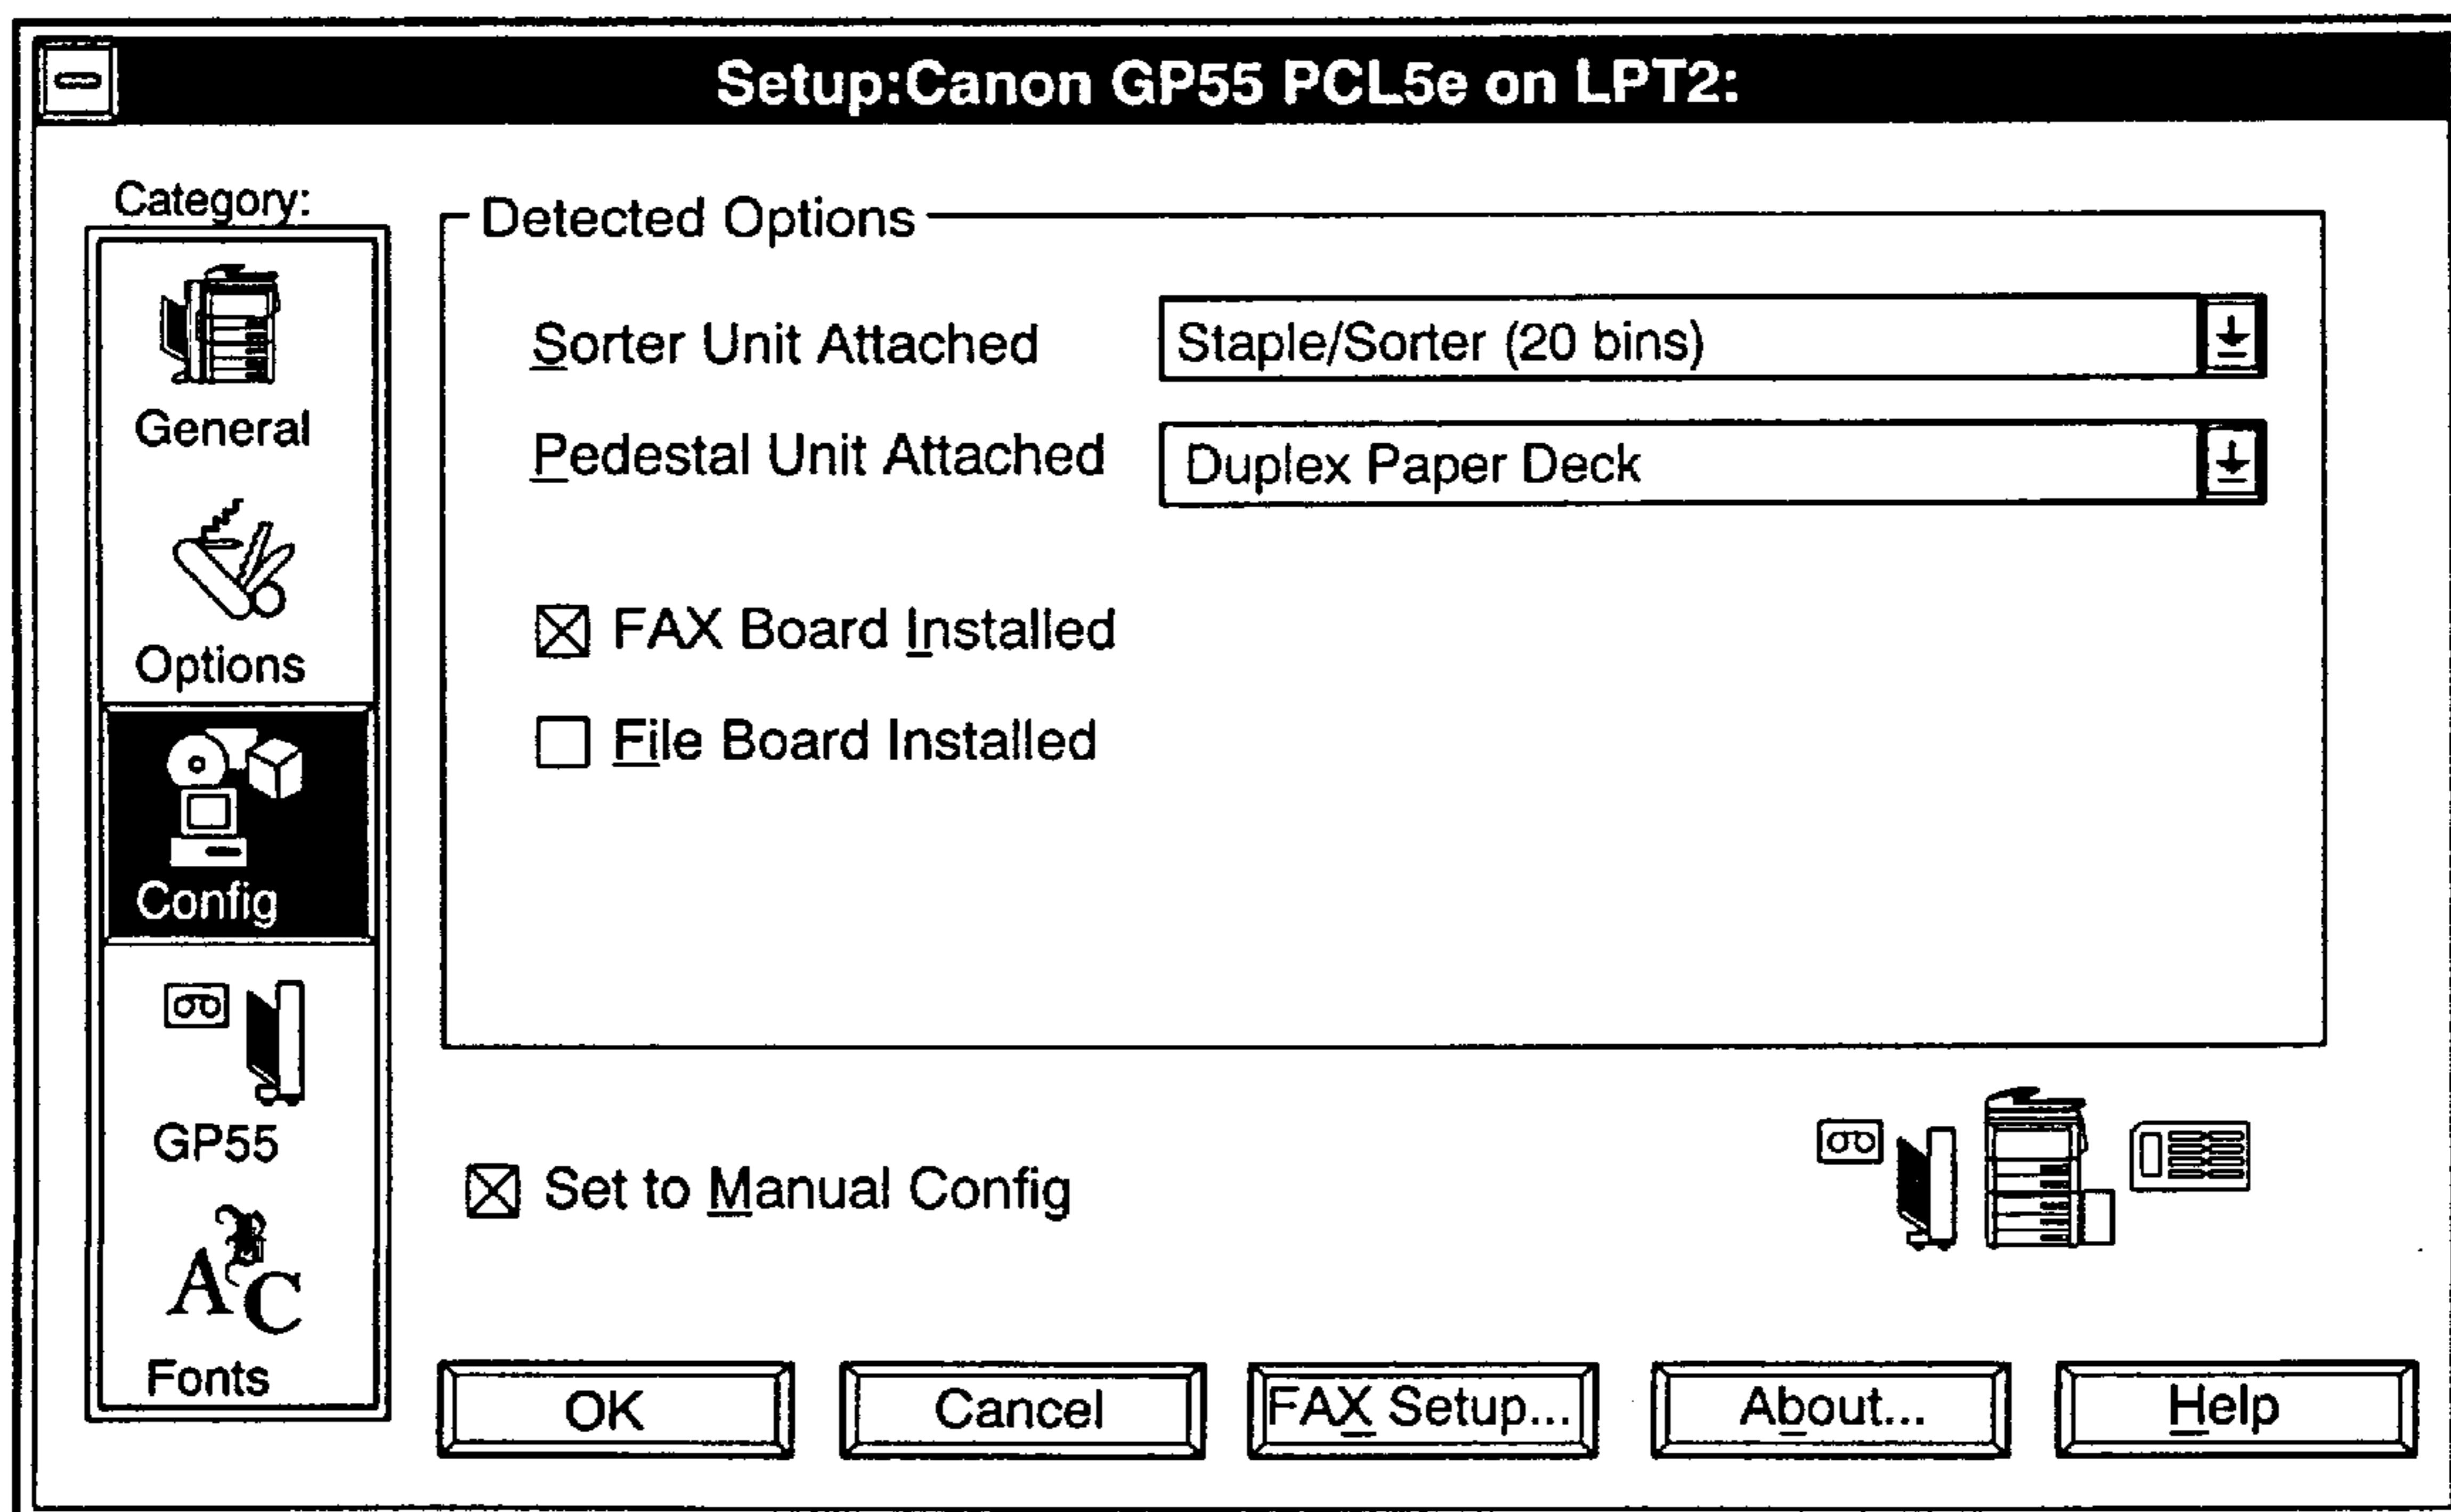 Setup:Canon GP55 PCL5e on LPT2:
Category:
General
Options
Config
GP55
Fonts
Detected Options
Sorter Unit Attached
Staple/Sorter (20 bins)
Pedestal Unit Attached
Duplex Paper Deck
FAX Board Installed
File Board Installed
Set to Manual Config
OK
Cancel
FAX Setup...
About...
Help